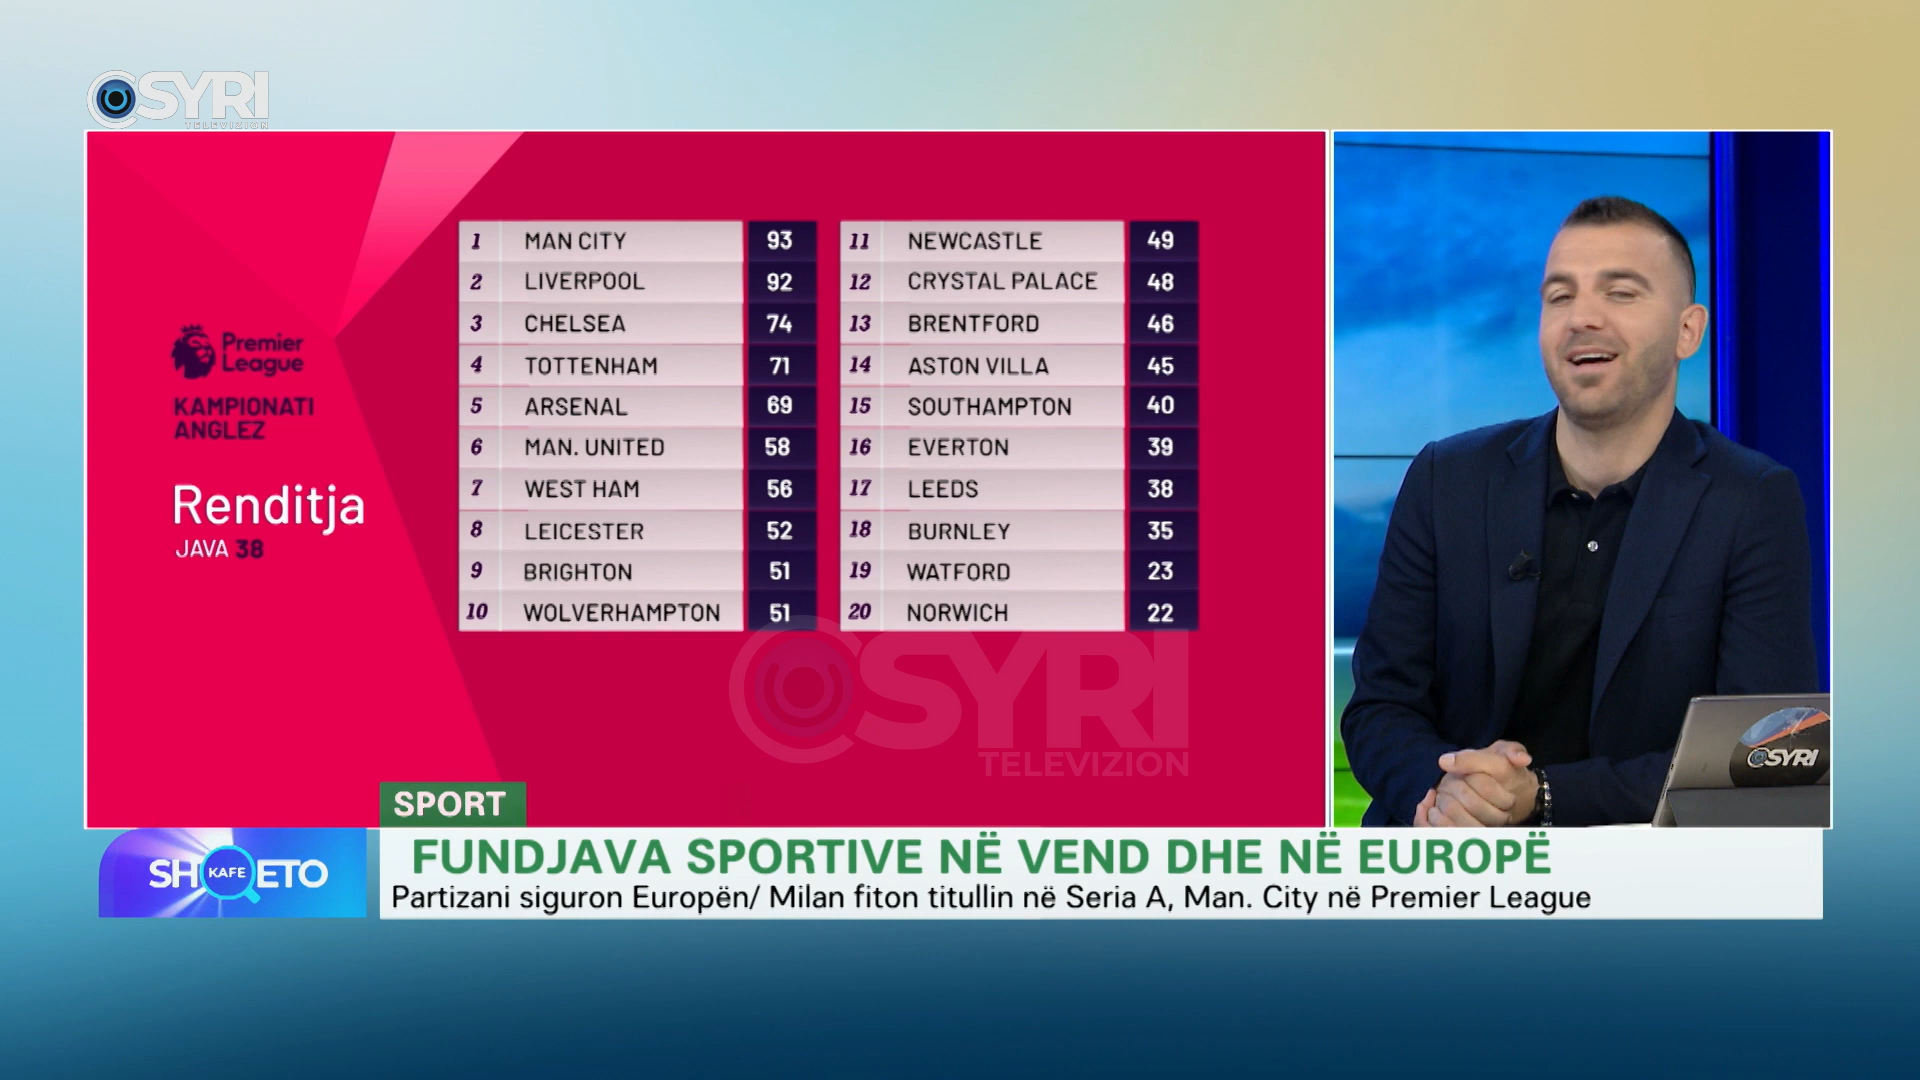 SYRI
TELEVIZION
Premier
League
KAMPIONATI
ANGLEZ
Renditja
JAVA 38
1 MAN CITY 93
2 LIVERPOOL 92
3 CHELSEA 74
4 TOTTENHAM 71
5 ARSENAL 69
6 MAN. UNITED 58
7 WEST HAM 56
8 LEICESTER 52
9 BRIGHTON 51
10 WOLVERHAMPTON 51
11 NEWCASTLE 49
12 CRYSTAL PALACE 48
13 BRENTFORD 46
14 ASTON VILLA 45
15 SOUTHAMPTON 40
16 EVERTON 39
17 LEEDS 38
18 BURNLEY 35
19 WATFORD 23
20 NORWICH 22
SYRI
TELEVIZION
SYRI
SPORT
SHQETO
KAFE
FUNDJAVA SPORTIVE NË VEND DHE NË EUROPË
Partizani siguron Europën/ Milan fiton titullin në Seria A, Man. City në Premier League